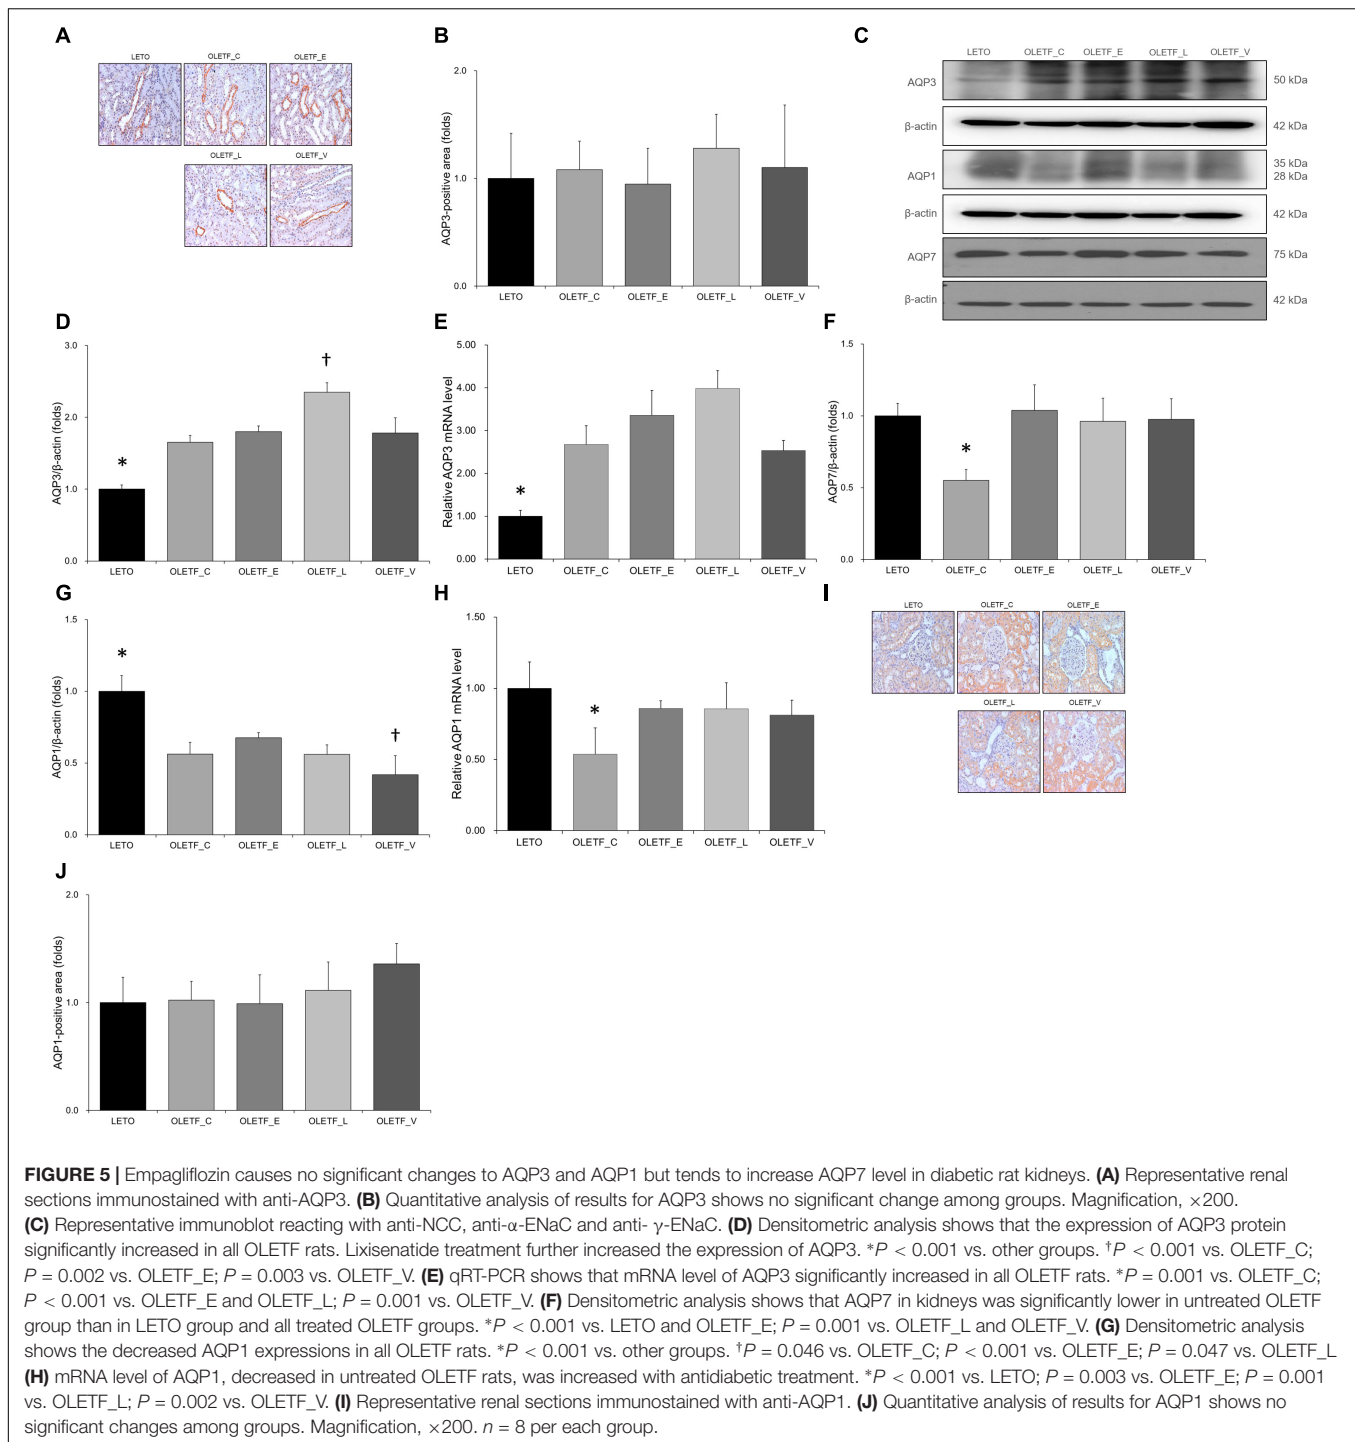 A
LETO
OLETF_C
OLETF_E
OLETF_L
OLETF_V
B
AQP3-positive area (folds)
2.0
1.0
0.0
LETO OLETF_C OLETF_E OLETF_L OLETF_V
C
LETO OLETF_C OLETF_E OLETF_L OLETF_V
AQP3 50 kDa
β-actin 42 kDa
AQP1 35 kDa
28 kDa
β-actin 42 kDa
AQP7 75 kDa
β-actin 42 kDa
D
AQP3/β-actin (folds)
3.0
2.0
1.0
0.0
*
†
LETO OLETF_C OLETF_E OLETF_L OLETF_V
E
Relative AQP3 mRNA level
5.00
4.00
3.00
2.00
1.00
0.00
*
LETO OLETF_C OLETF_E OLETF_L OLETF_V
F
AQP7/β-actin (folds)
1.5
1.0
0.5
0.0
*
LETO OLETF_C OLETF_E OLETF_L OLETF_V
G
AQP1/β-actin (folds)
1.5
1.0
0.5
0.0
*
†
LETO OLETF_C OLETF_E OLETF_L OLETF_V
H
Relative AQP1 mRNA level
1.50
1.00
0.50
0.00
*
LETO OLETF_C OLETF_E OLETF_L OLETF_V
I
LETO
OLETF_C
OLETF_E
OLETF_L
OLETF_V
J
AQP1-positive area (folds)
2.0
1.0
0.0
LETO OLETF_C OLETF_E OLETF_L OLETF_V
FIGURE 5 | Empagliflozin causes no significant changes to AQP3 and AQP1 but tends to increase AQP7 level in diabetic rat kidneys. (A) Representative renal
sections immunostained with anti-AQP3. (B) Quantitative analysis of results for AQP3 shows no significant change among groups. Magnification, ×200.
(C) Representative immunoblot reacting with anti-NCC, anti-α-ENaC and anti- γ-ENaC. (D) Densitometric analysis shows that the expression of AQP3 protein
significantly increased in all OLETF rats. Lixisenatide treatment further increased the expression of AQP3. *P < 0.001 vs. other groups. †P < 0.001 vs. OLETF_C;
P = 0.002 vs. OLETF_E; P = 0.003 vs. OLETF_V. (E) qRT-PCR shows that mRNA level of AQP3 significantly increased in all OLETF rats. *P = 0.001 vs. OLETF_C;
P < 0.001 vs. OLETF_E and OLETF_L; P = 0.001 vs. OLETF_V. (F) Densitometric analysis shows that AQP7 in kidneys was significantly lower in untreated OLETF
group than in LETO group and all treated OLETF groups. *P < 0.001 vs. LETO and OLETF_E; P = 0.001 vs. OLETF_L and OLETF_V. (G) Densitometric analysis
shows the decreased AQP1 expressions in all OLETF rats. *P < 0.001 vs. other groups. †P = 0.046 vs. OLETF_C; P < 0.001 vs. OLETF_E; P = 0.047 vs. OLETF_L
(H) mRNA level of AQP1, decreased in untreated OLETF rats, was increased with antidiabetic treatment. *P < 0.001 vs. LETO; P = 0.003 vs. OLETF_E; P = 0.001
vs. OLETF_L; P = 0.002 vs. OLETF_V. (I) Representative renal sections immunostained with anti-AQP1. (J) Quantitative analysis of results for AQP1 shows no
significant changes among groups. Magnification, ×200. n = 8 per each group.